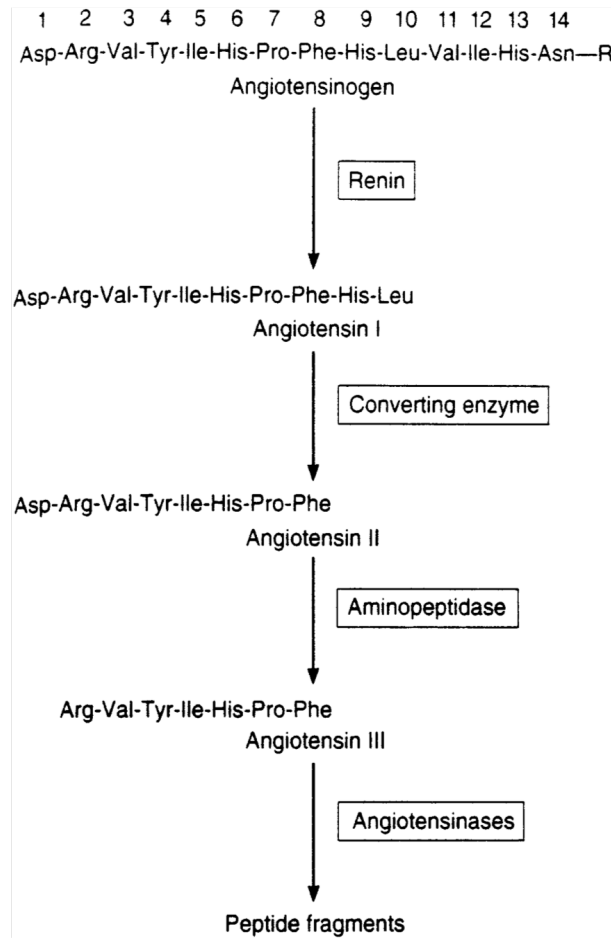 1 2 3 4 5 6 7 8 9 10 11 12 13 14
Asp-Arg-Val-Tyr-Ile-His-Pro-Phe-His-Leu-Val-Ile-His-Asn—R
Angiotensinogen
Renin
Asp-Arg-Val-Tyr-Ile-His-Pro-Phe-His-Leu
Angiotensin I
Converting enzyme
Asp-Arg-Val-Tyr-Ile-His-Pro-Phe
Angiotensin II
Aminopeptidase
Arg-Val-Tyr-Ile-His-Pro-Phe
Angiotensin III
Angiotensinases
Peptide fragments